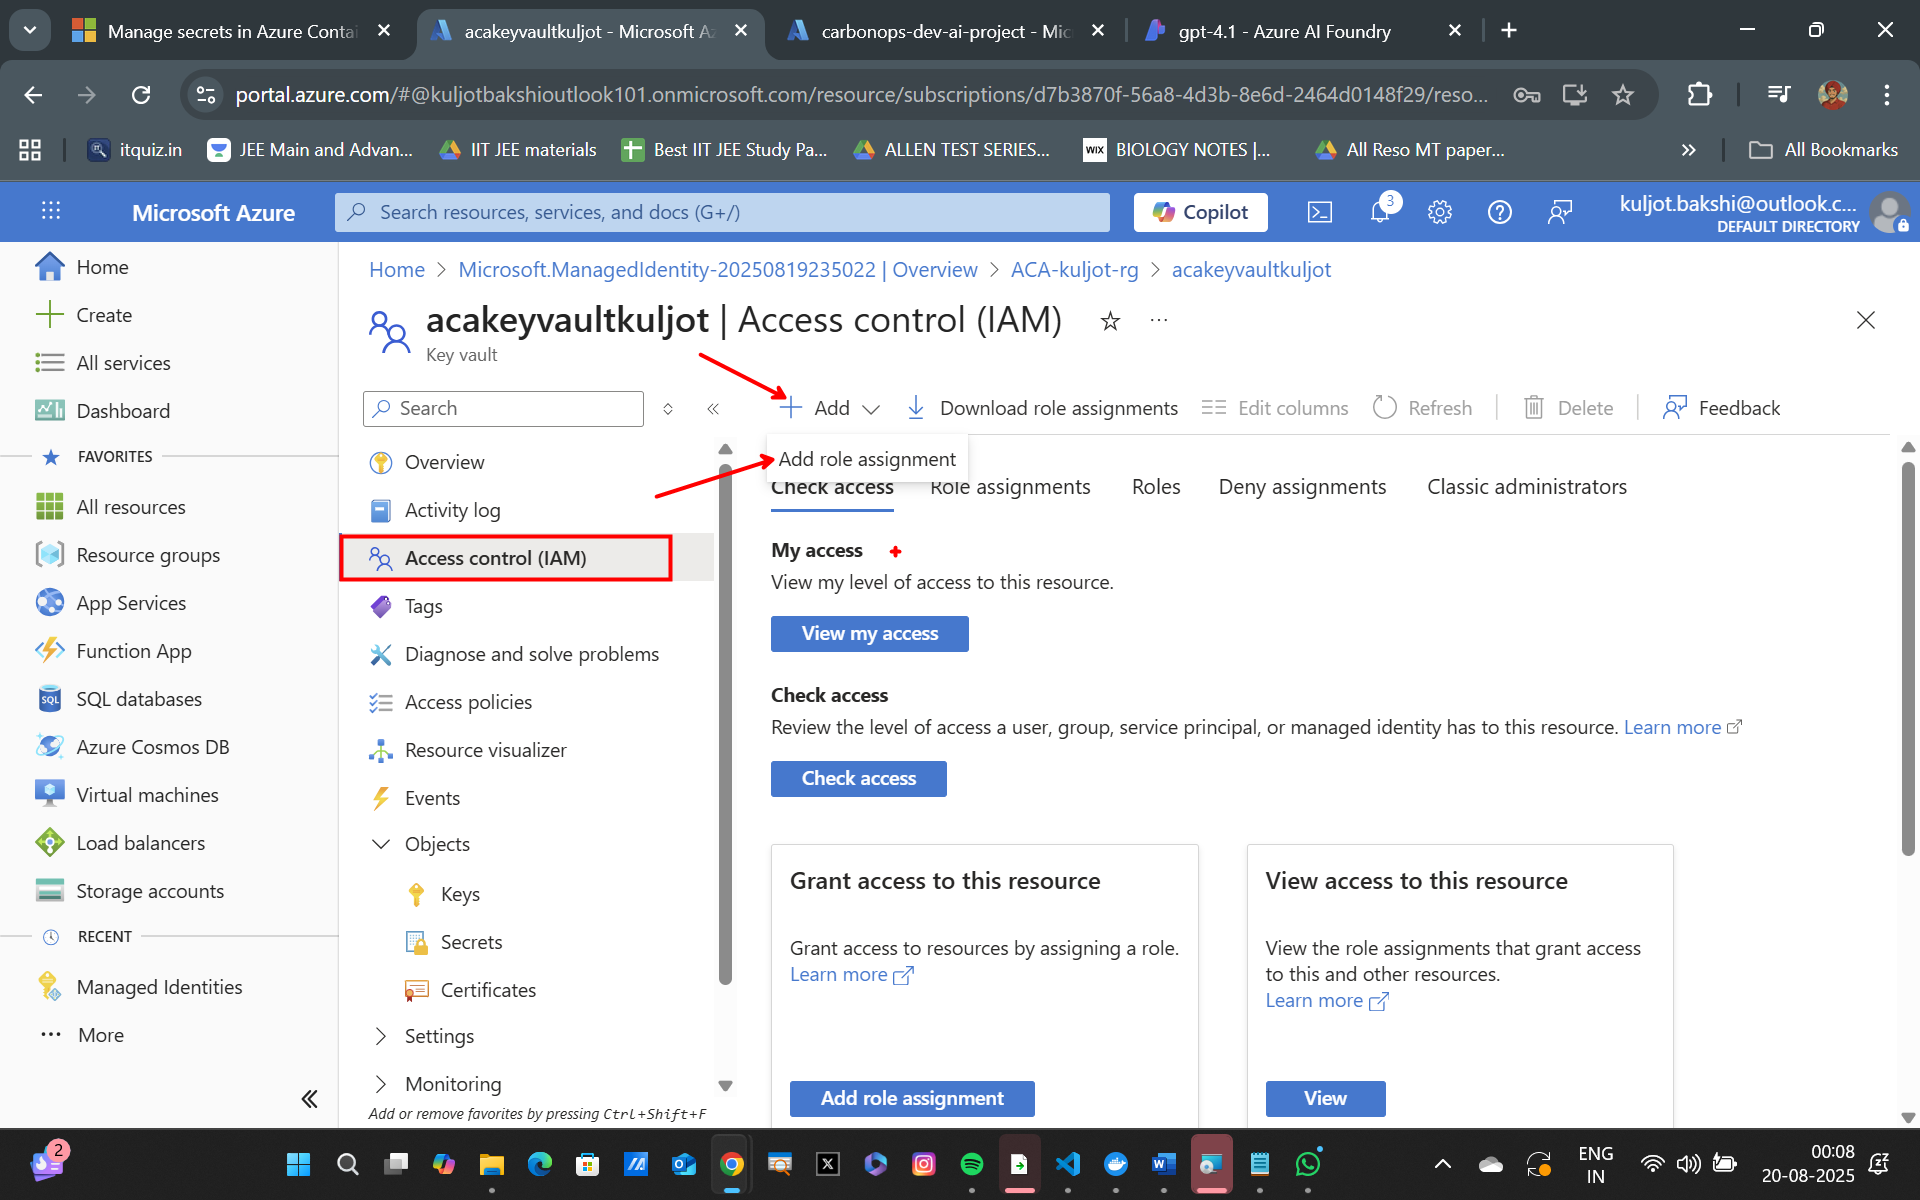 Manage secrets in Azure Contai
acakeyvaultkuljot - Microsoft Az
carbonops-dev-ai-project - Mic
gpt-4.1 - Azure AI Foundry
portal.azure.com/#@kuljotbakshioutlook101.onmicrosoft.com/resource/subscriptions/d7b3870f-56a8-4d3b-8e6d-2464d0148f29/reso...
itquiz.in
JEE Main and Advan...
IIT JEE materials
Best IIT JEE Study Pa...
ALLEN TEST SERIES...
WIX
BIOLOGY NOTES |...
All Reso MT paper...
All Bookmarks
Microsoft Azure
Search resources, services, and docs (G+/)
Copilot
3
kuljot.bakshi@outlook.c...
DEFAULT DIRECTORY
Home
Create
All services
Dashboard
FAVORITES
All resources
Resource groups
App Services
Function App
SQL
SQL databases
Azure Cosmos DB
Virtual machines
Load balancers
Storage accounts
RECENT
Managed Identities
More
Home > Microsoft.ManagedIdentity-20250819235022 | Overview > ACA-kuljot-rg > acakeyvaultkuljot
acakeyvaultkuljot | Access control (IAM)
Key vault
Search
Overview
Activity log
Access control (IAM)
Tags
Diagnose and solve problems
Access policies
Resource visualizer
Events
Objects
Keys
Secrets
Certificates
Settings
Monitoring
Add or remove favorites by pressing Ctrl+Shift+F
Add
Download role assignments
Edit columns
Refresh
Delete
Feedback
Add role assignment
Check access
Role assignments
Roles
Deny assignments
Classic administrators
My access
View my level of access to this resource.
View my access
Check access
Review the level of access a user, group, service principal, or managed identity has to this resource. Learn more
Check access
Grant access to this resource
Grant access to resources by assigning a role.
Learn more
Add role assignment
View access to this resource
View the role assignments that grant access
to this and other resources.
Learn more
View
2
ENG
IN
00:08
20-08-2025